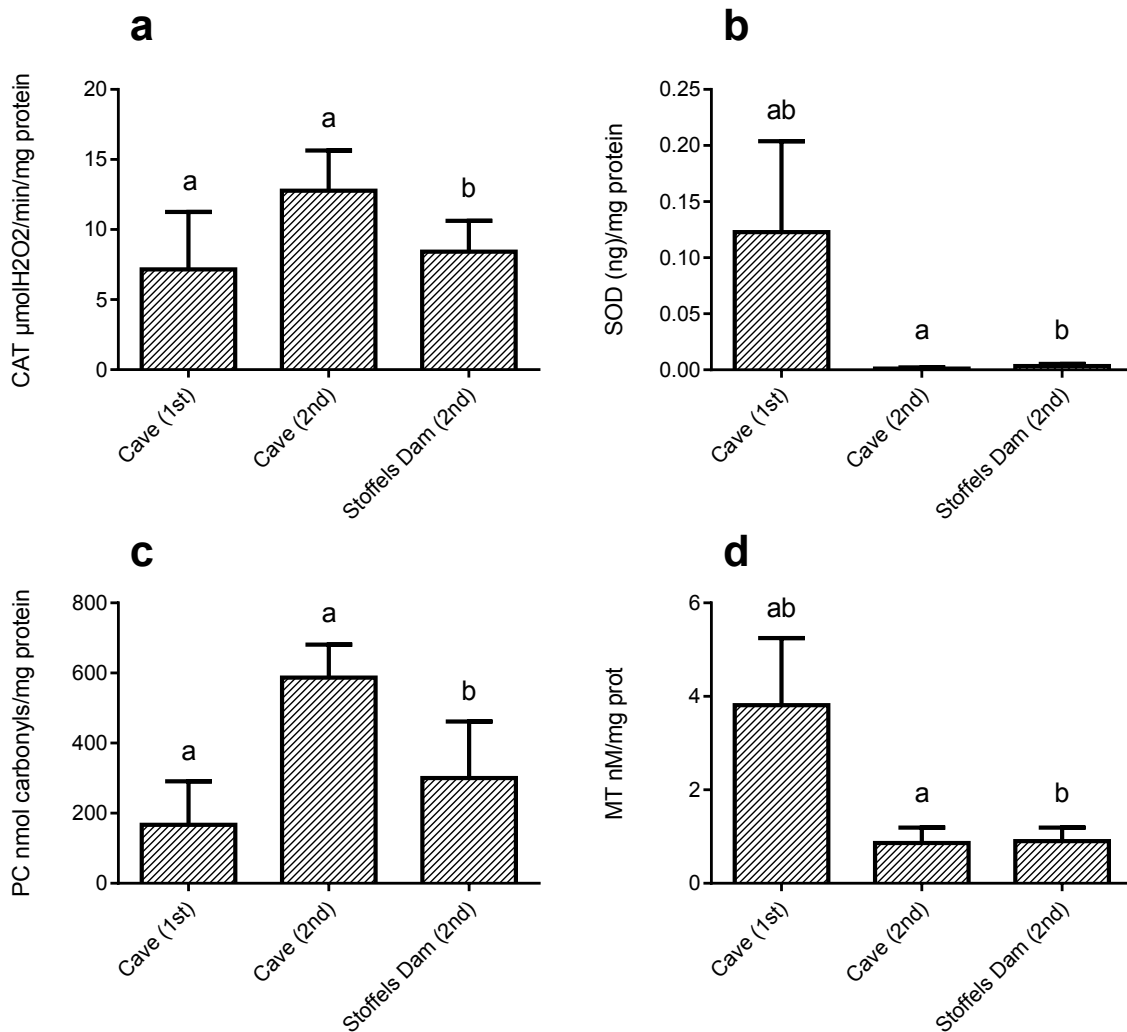 a
CAT µmolH2O2/min/mg protein
20
15
10
5
0
a
a
b
Cave (1st)
Cave (2nd)
Stoffels Dam (2nd)
b
SOD (ng)/mg protein
0.25
0.20
0.15
0.10
0.05
0.00
ab
a
b
Cave (1st)
Cave (2nd)
Stoffels Dam (2nd)
c
PC nmol carbonyls/mg protein
800
600
400
200
0
a
a
b
Cave (1st)
Cave (2nd)
Stoffels Dam (2nd)
d
MT nM/mg prot
6
4
2
0
ab
a
b
Cave (1st)
Cave (2nd)
Stoffels Dam (2nd)